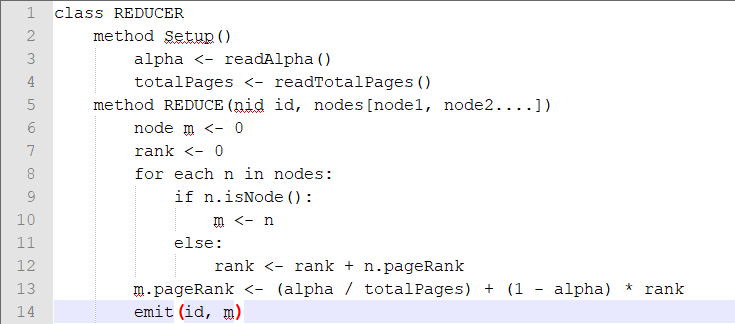 1 class REDUCER
2     method Setup()
3         alpha <- readAlpha()
4         totalPages <- readTotalPages()
5     method REDUCE(nid id, nodes[node1, node2....])
6         node m <- 0
7         rank <- 0
8         for each n in nodes:
9             if n.isNode():
10                 m <- n
11             else:
12                 rank <- rank + n.pageRank
13         m.pageRank <- (alpha / totalPages) + (1 - alpha) * rank
14         emit(id, m)